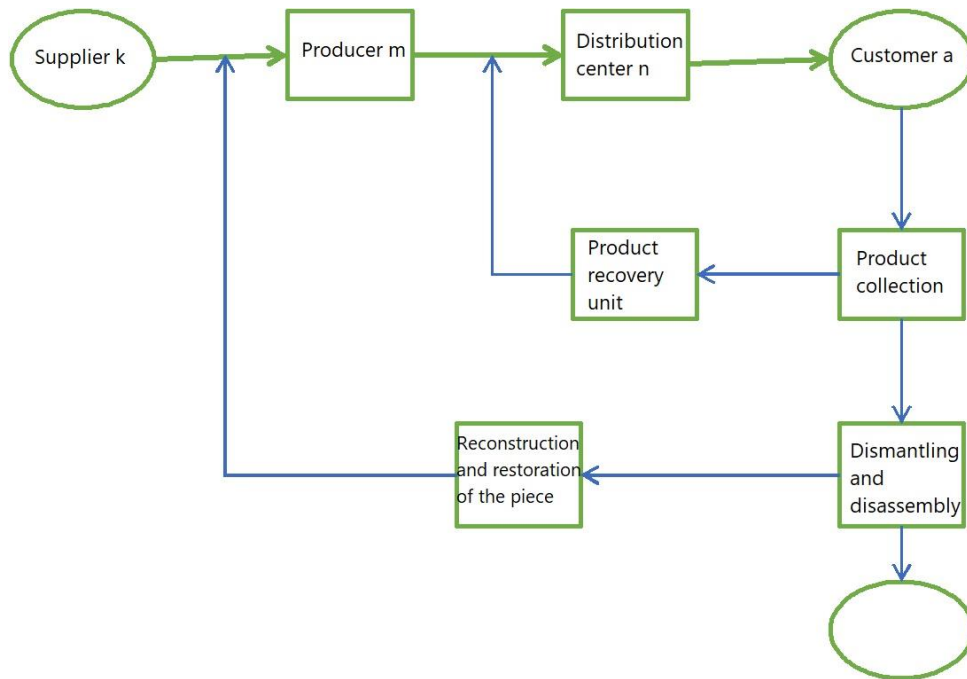 Supplier k
Producer m
Distribution
center n
Customer a
Product
recovery
unit
Product
collection
Reconstruction
and restoration
of the piece
Dismantling
and
disassembly